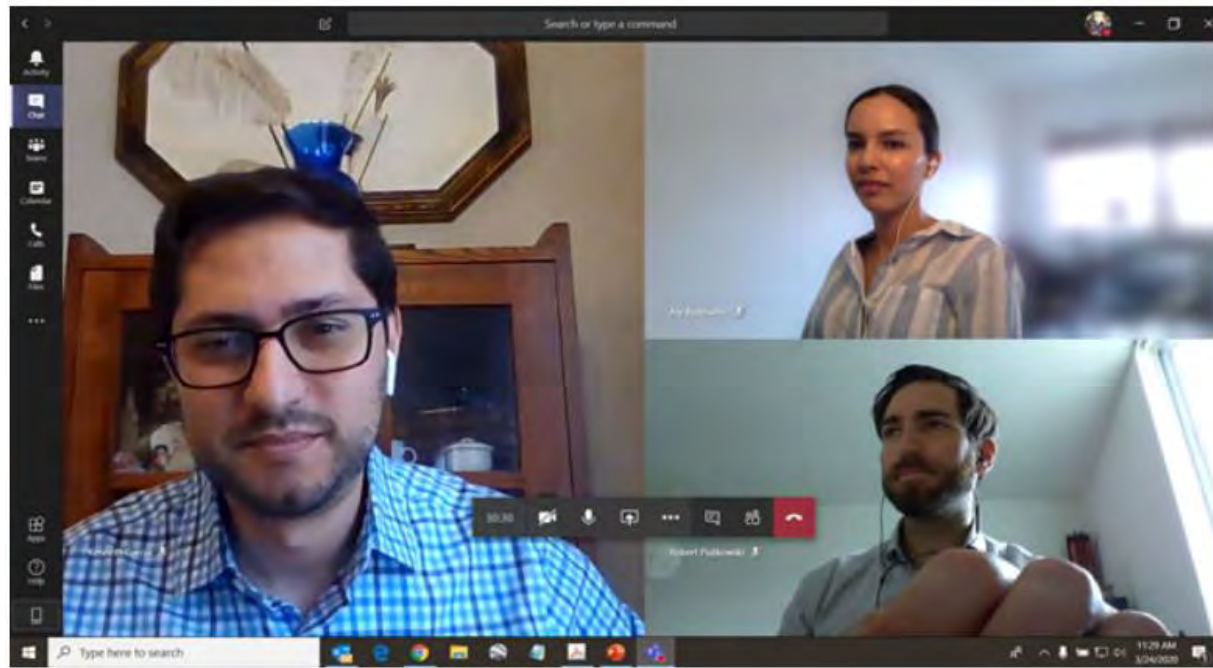 Search or type a command
Activity
Chat
Teams
Calendar
Calls
Files
30:30
Robert
Apps
Help
Type here to search
11:29 AM
3/24/2020